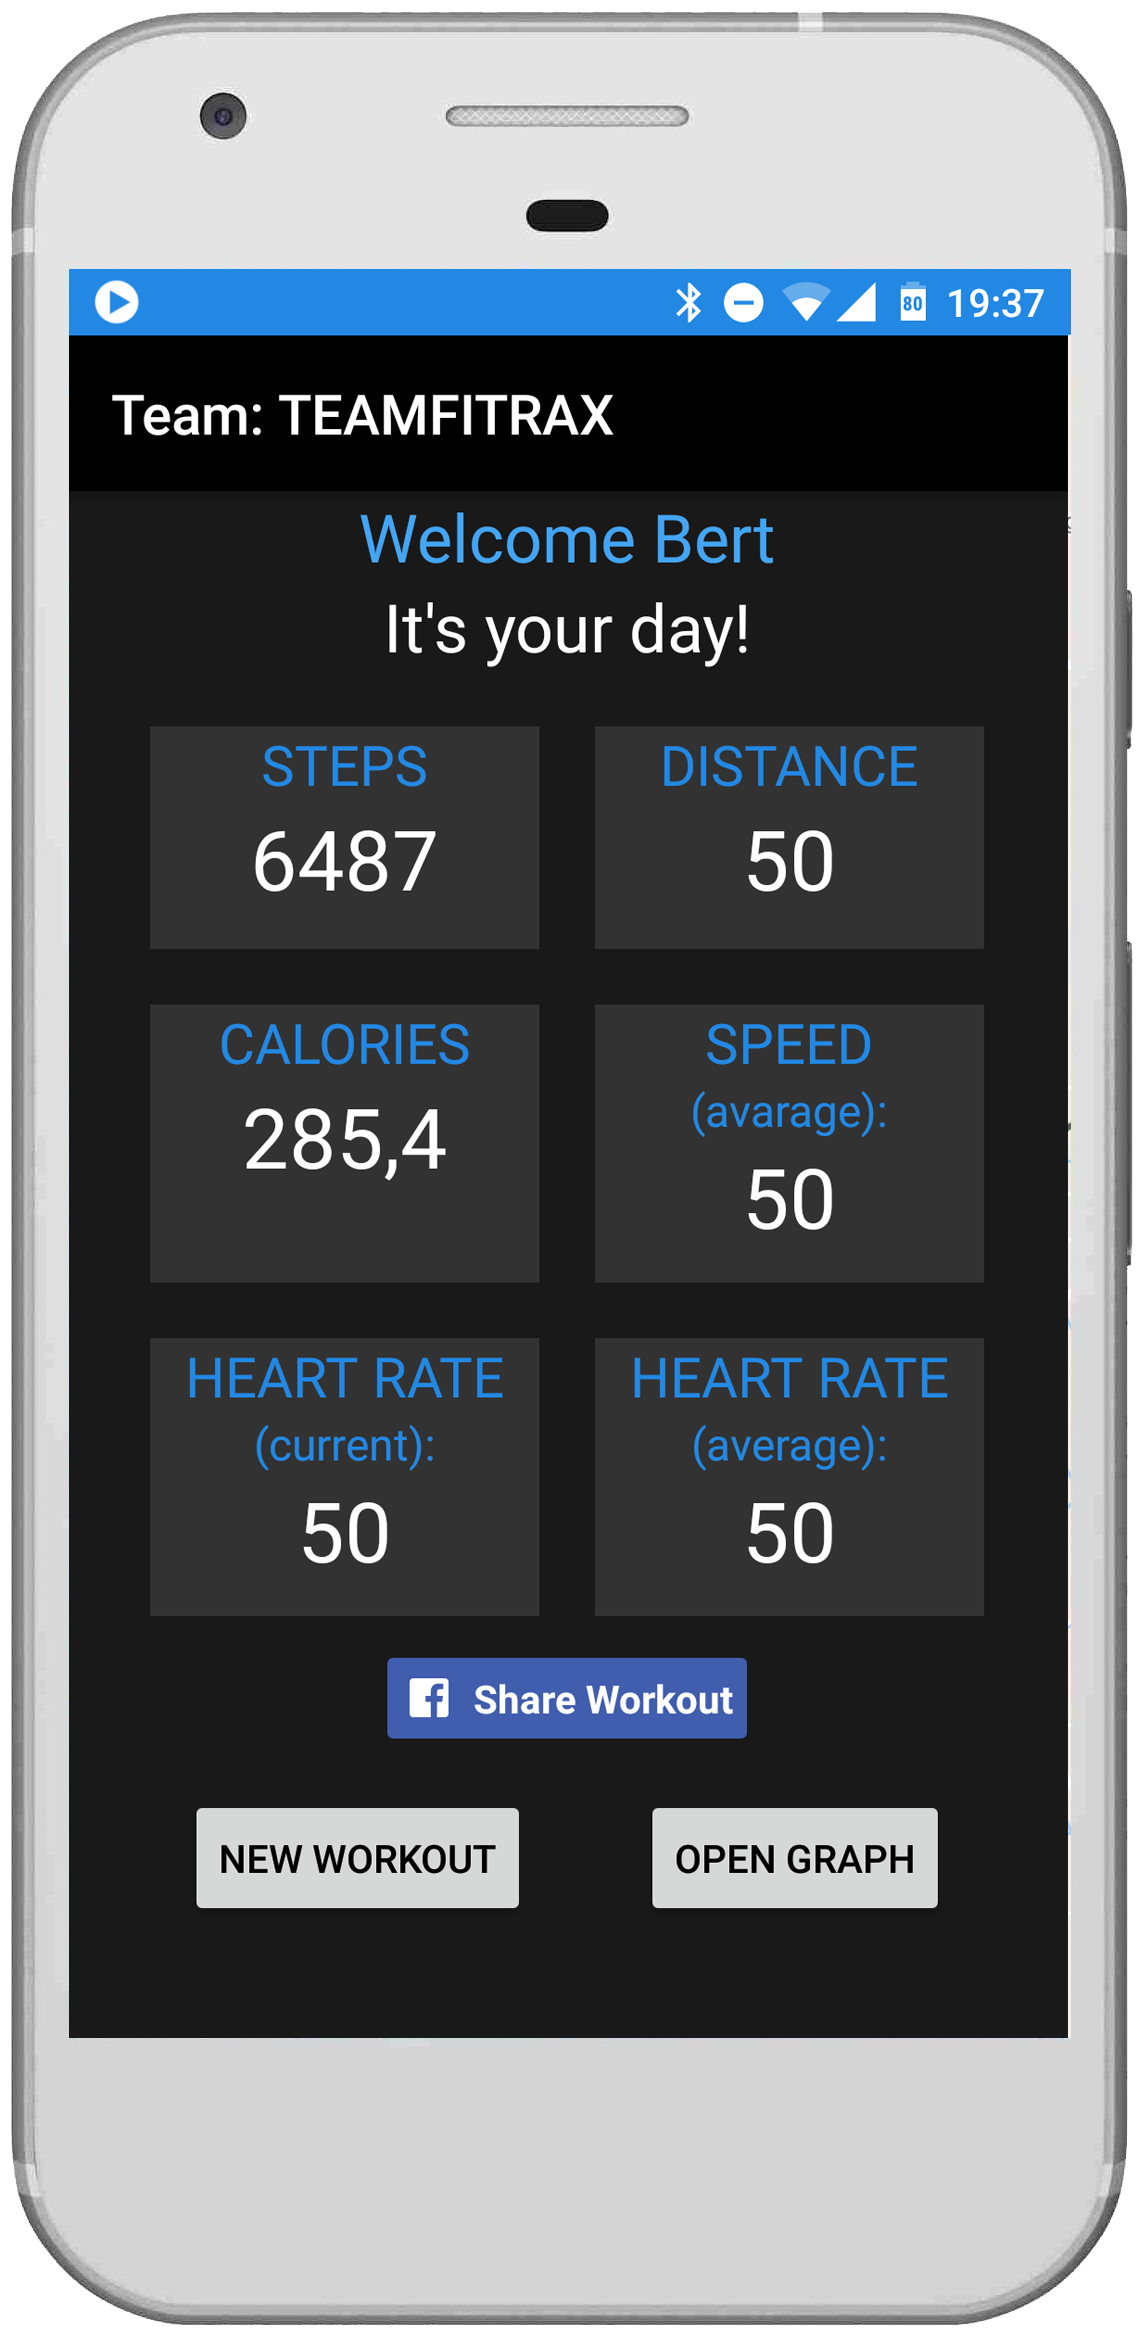 80 19:37
Team: TEAMFITRAX
Welcome Bert
It's your day!
STEPS
6487
DISTANCE
50
CALORIES
285,4
SPEED
(avarage):
50
HEART RATE
(current):
50
HEART RATE
(average):
50
Share Workout
NEW WORKOUT
OPEN GRAPH